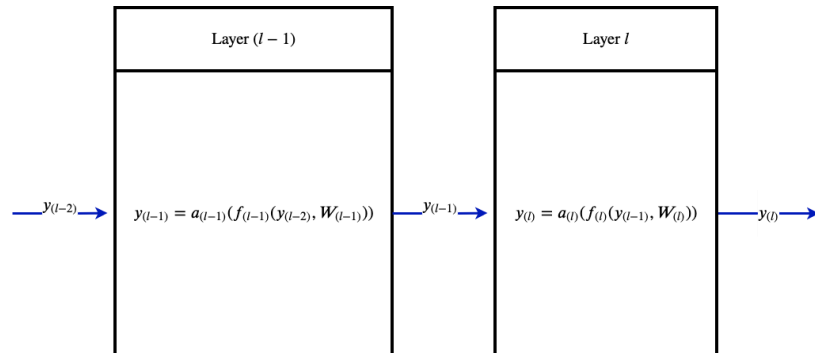 Layer (l − 1)
Layer l
y(l−2)
y(l−1) = a(l−1)(f(l−1)(y(l−2), W(l−1)))
y(l−1)
y(l) = a(l)(f(l)(y(l−1), W(l)))
y(l)